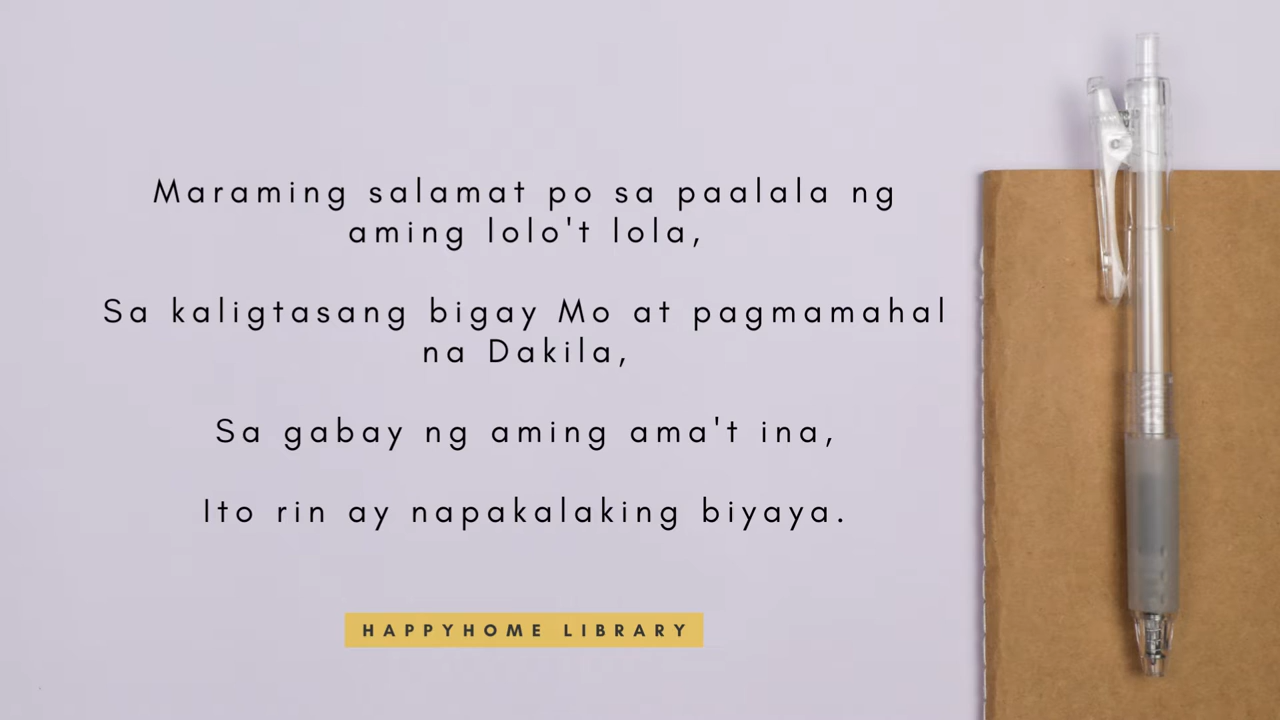 Maraming salamat po sa paalala ng
aming lolo't lola,
Sa kaligtasang bigay Mo at pagmamahal
na Dakila,
Sa gabay ng aming ama't ina,
Ito rin ay napakalaking biyaya.
HAPPYHOME LIBRARY